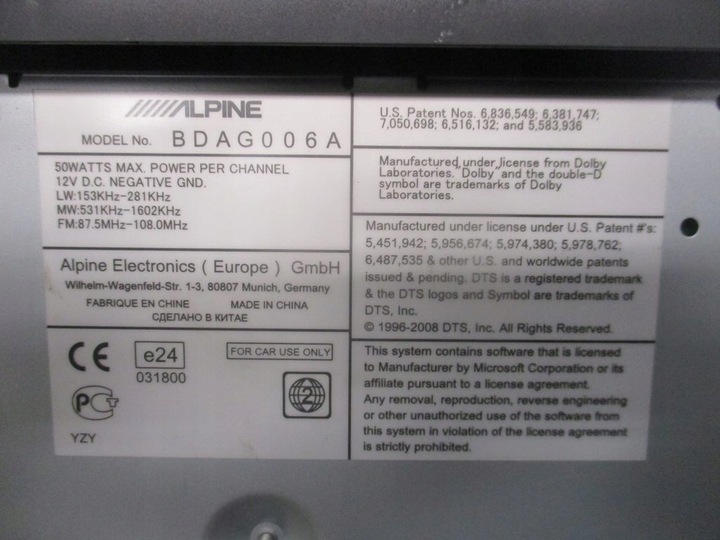 ALPINE
MODEL No. BDAG006A
50WATTS MAX. POWER PER CHANNEL
12V D.C. NEGATIVE GND.
LW:153KHz-281KHz
MW:531KHz-1602KHz
FM:87.5MHz-108.0MHz
Alpine Electronics ( Europe ) GmbH
Wilhelm-Wagenfeld-Str. 1-3, 80807 Munich, Germany
FABRIQUE EN CHINE MADE IN CHINA
СДЕЛАНО В КИТАЕ
CE e24 FOR CAR USE ONLY
031800
PCT 2
YZY
U.S. Patent Nos. 6,836,549; 6,381,747;
7,050,698; 6,516,132; and 5,583,936
Manufactured under license from Dolby
Laboratories. "Dolby" and the double-D
symbol are trademarks of Dolby
Laboratories.
Manufactured under license under U.S. Patent #'s:
5,451,942; 5,956,674; 5,974,380; 5,978,762;
6,487,535 & other U.S. and worldwide patents
issued & pending. DTS is a registered trademark
& the DTS logos and Symbol are trademarks of
DTS, Inc.
© 1996-2008 DTS, Inc. All Rights Reserved.
This system contains software that is licensed
to Manufacturer by Microsoft Corporation or its
affiliate pursuant to a license agreement.
Any removal, reproduction, reverse engineering
or other unauthorized use of the software from
this system in violation of the license agreement
is strictly prohibited.